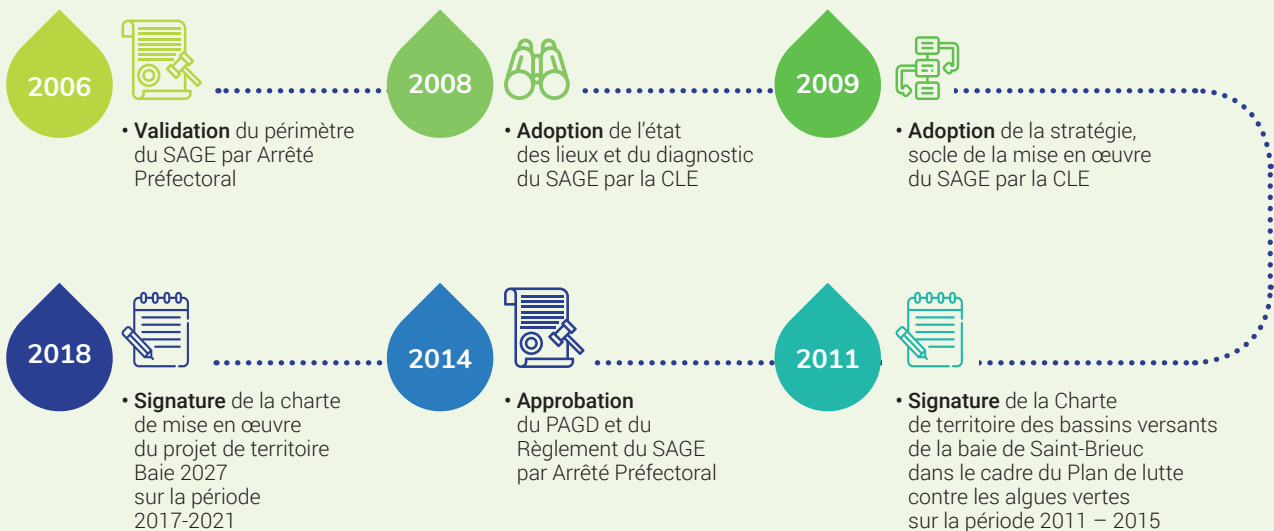 2006
• Validation du périmètre
du SAGE par Arrêté
Préfectoral
2008
• Adoption de l’état
des lieux et du diagnostic
du SAGE par la CLE
2009
• Adoption de la stratégie,
socle de la mise en œuvre
du SAGE par la CLE
2011
• Signature de la Charte
de territoire des bassins versants
de la baie de Saint-Brieuc
dans le cadre du Plan de lutte
contre les algues vertes
sur la période 2011 – 2015
2014
• Approbation
du PAGD et du
Règlement du SAGE
par Arrêté Préfectoral
2018
• Signature de la charte
de mise en œuvre
du projet de territoire
Baie 2027
sur la période
2017-2021